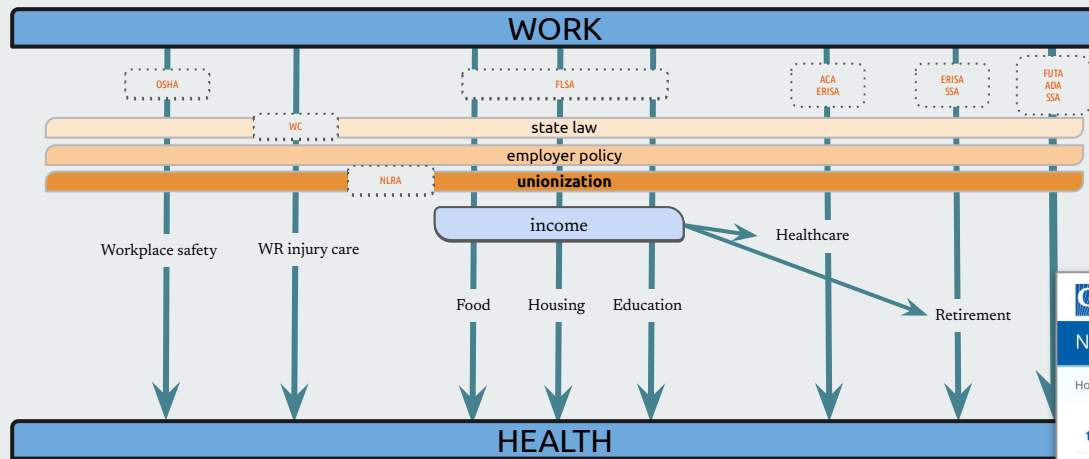 WORK
OSHA
FLSA
ACA
ERISA
ERISA
SSA
FUTA
ADA
SSA
WC
state law
employer policy
NLRA
unionization
income
Workplace safety
WR injury care
Healthcare
Food
Housing
Education
Retirement
HEALTH